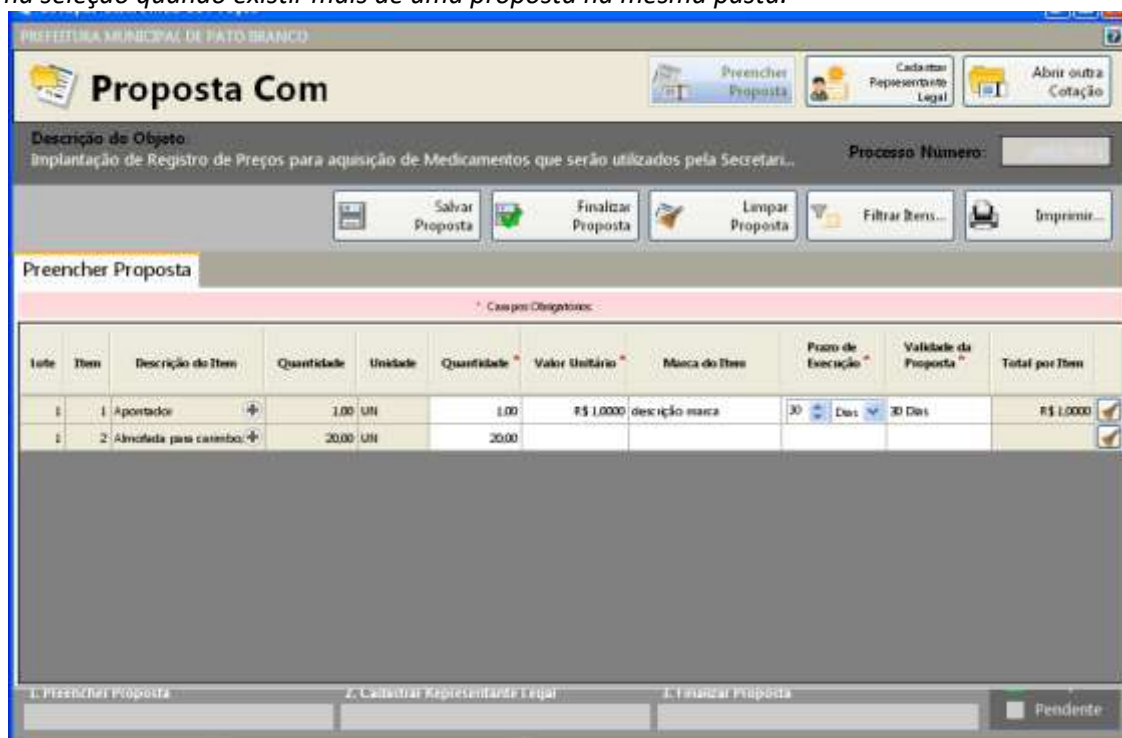 na seleção quando existir mais de uma proposta na mesma pasta.
PREFEITURA MUNICIPAL DE PATO BRANCO
Proposta Com
Preencher
Proposta
Cadastrar
Representante
Legal
Abrir outra
Cotação
Descrição do Objeto:
Implantação de Registro de Preços para aquisição de Medicamentos que serão utilizados pela Secretari...
Processo Numero:
Salvar
Proposta
Finalizar
Proposta
Limpar
Proposta
Filtrar Itens...
Imprimir...
Preencher Proposta
* Campos Obrigatórios
Lote Item Descrição do Item Quantidade Unidade Quantidade * Valor Unitário * Marca do Item Prazo de Execução * Validade da Proposta * Total por Item
1 1 Apontador 1,00 UN 1,00 R$ 1,0000 descrição marca 30 Dias 30 Dias R$ 1,0000
1 2 Almofada para carimbo, 20,00 UN 20,00
1. Preencher Proposta 2. Cadastrar Representante Legal 3. Finalizar Proposta
Pendente